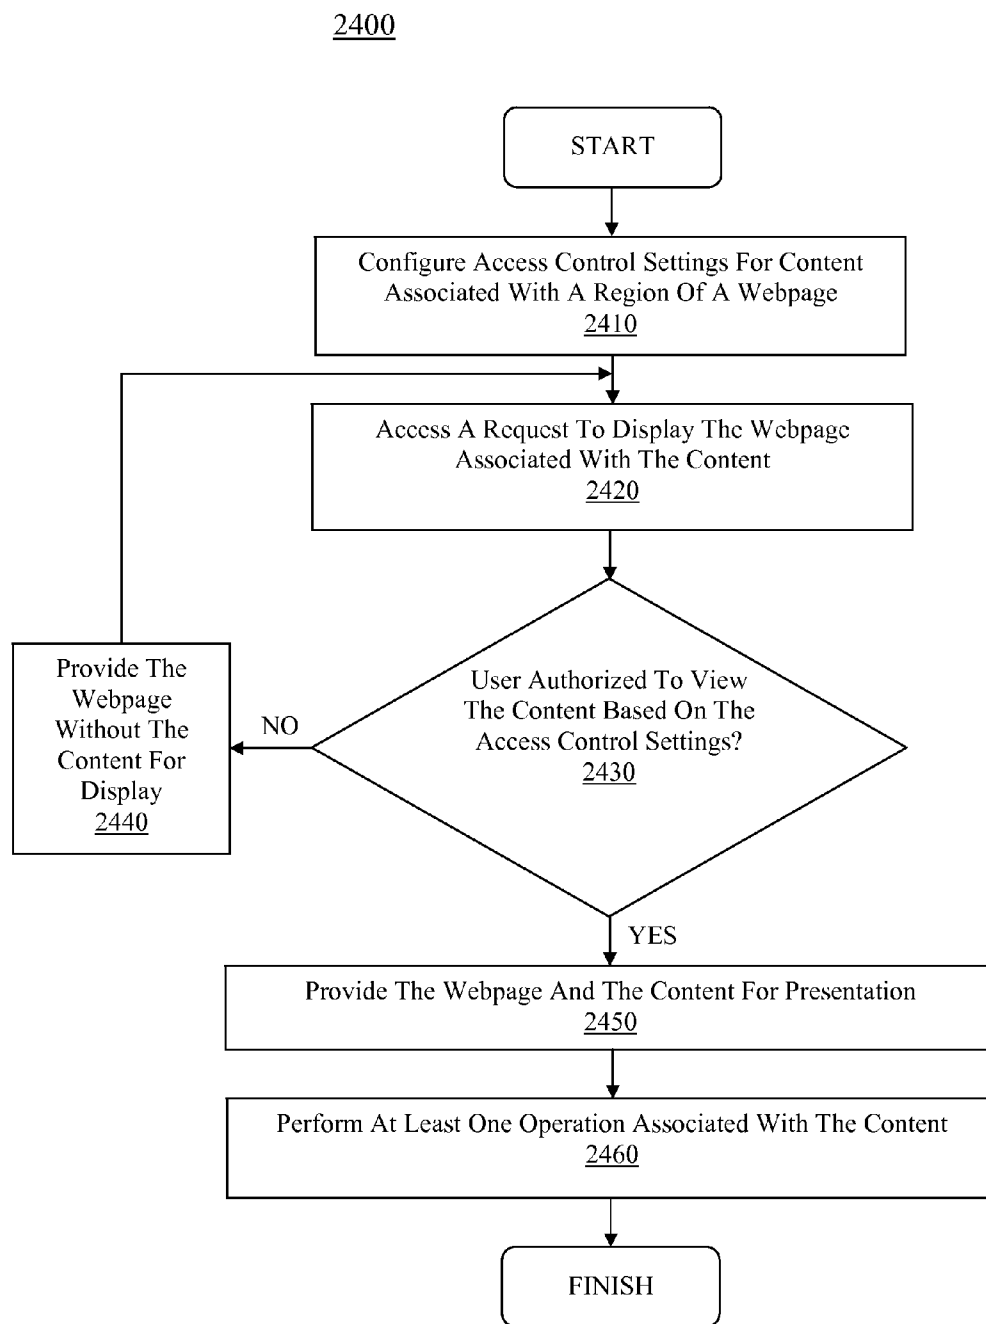 2400
START
Configure Access Control Settings For Content
Associated With A Region Of A Webpage
2410
Access A Request To Display The Webpage
Associated With The Content
2420
User Authorized To View
The Content Based On The
Access Control Settings?
2430
NO
Provide The
Webpage
Without The
Content For
Display
2440
YES
Provide The Webpage And The Content For Presentation
2450
Perform At Least One Operation Associated With The Content
2460
FINISH